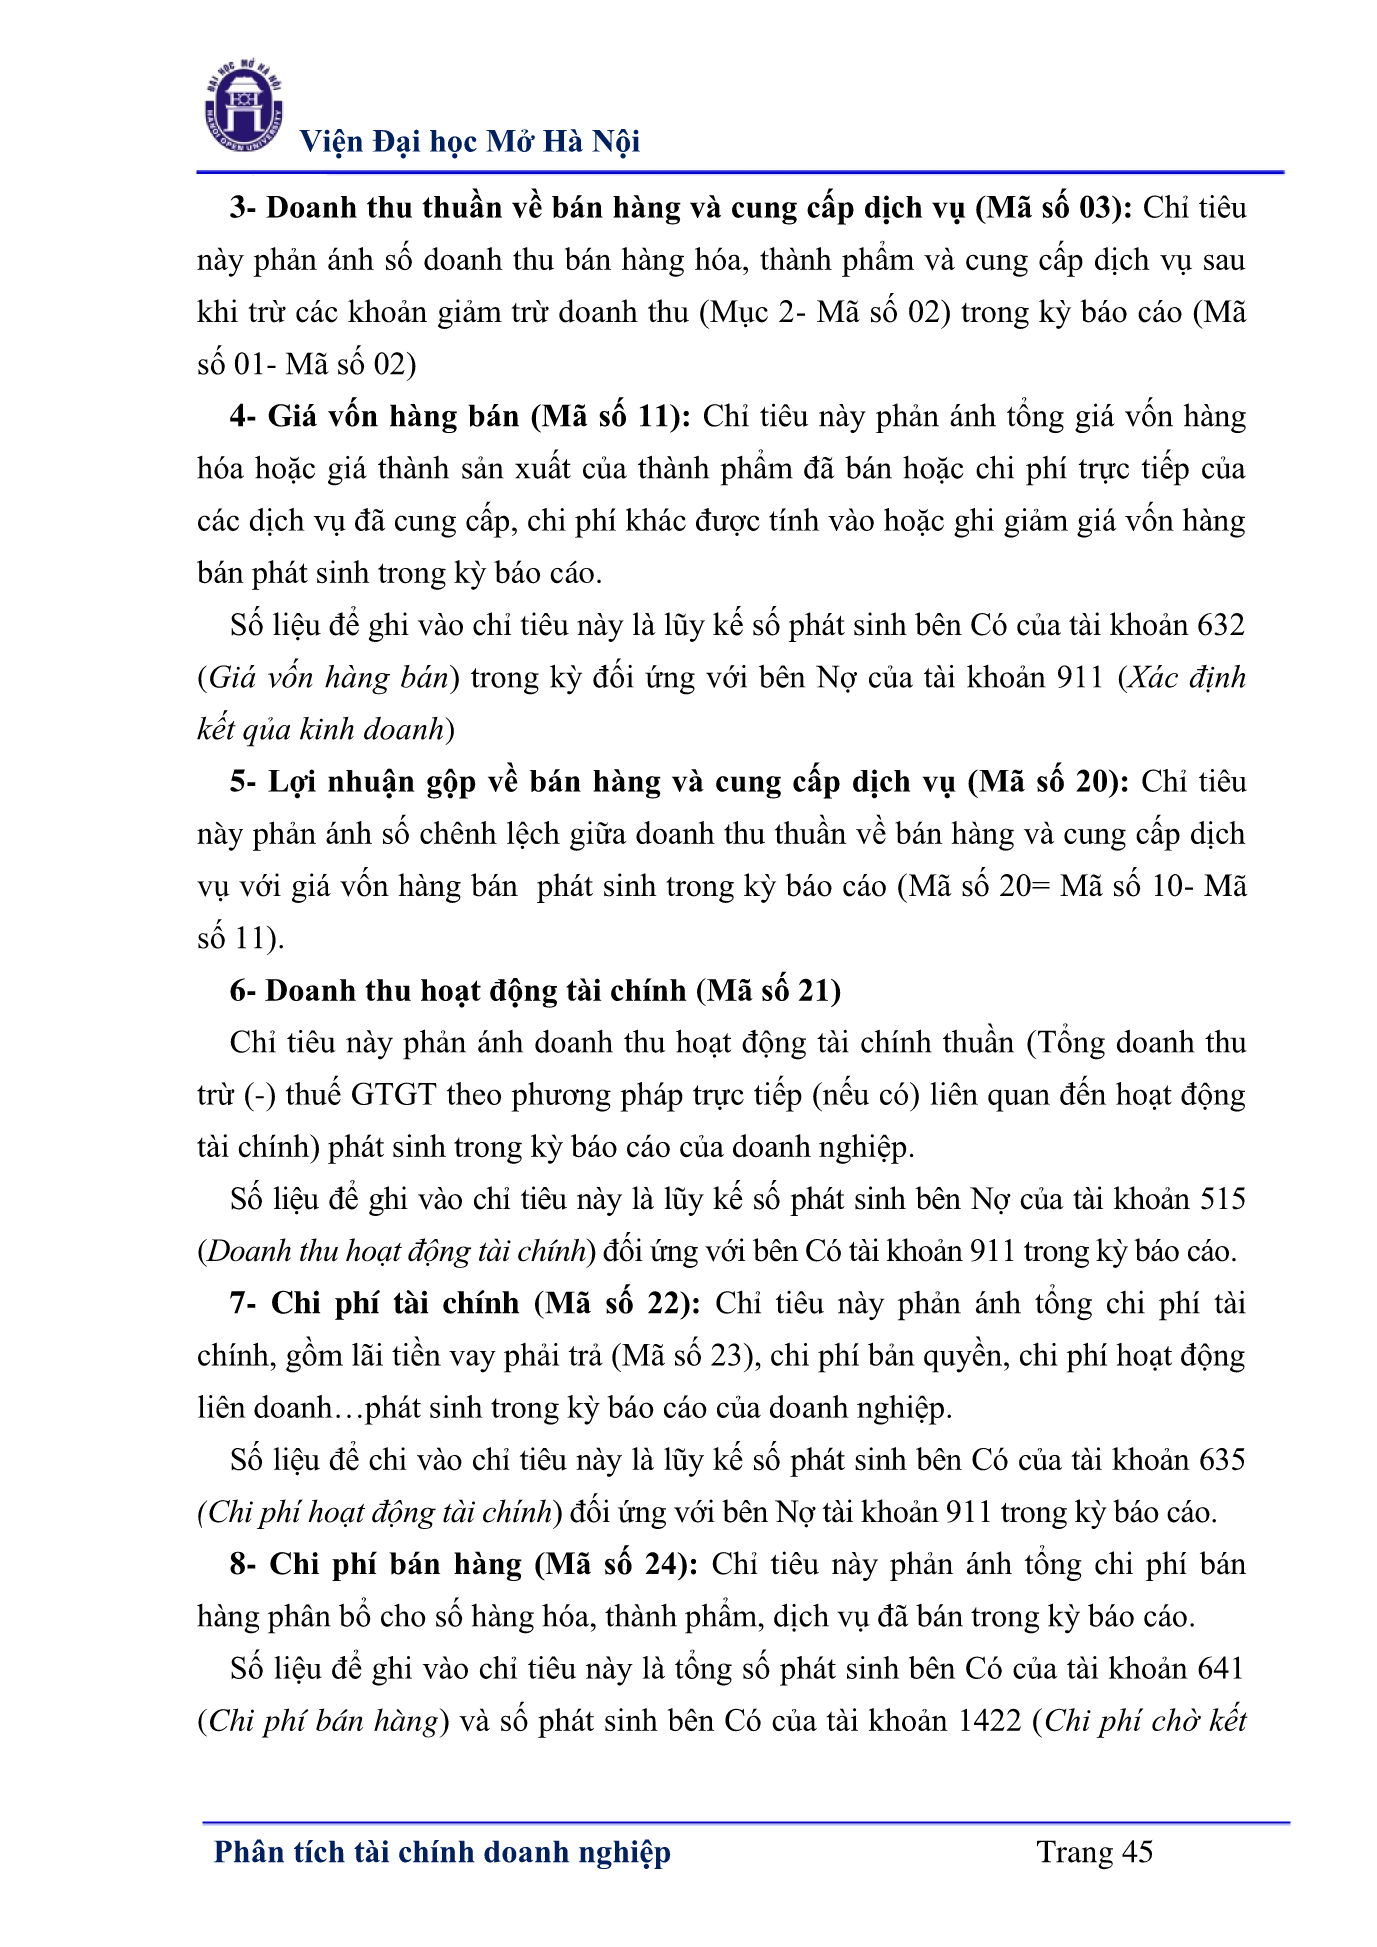 ĐẠI HỌC MỞ HÀ NỘI
HANOI OPEN UNIVERSITY
Viện Đại học Mở Hà Nội
3- Doanh thu thuần về bán hàng và cung cấp dịch vụ (Mã số 03): Chỉ tiêu
này phản ánh số doanh thu bán hàng hóa, thành phẩm và cung cấp dịch vụ sau
khi trừ các khoản giảm trừ doanh thu (Mục 2- Mã số 02) trong kỳ báo cáo (Mã
số 01- Mã số 02)
4- Giá vốn hàng bán (Mã số 11): Chỉ tiêu này phản ánh tổng giá vốn hàng
hóa hoặc giá thành sản xuất của thành phẩm đã bán hoặc chi phí trực tiếp của
các dịch vụ đã cung cấp, chi phí khác được tính vào hoặc ghi giảm giá vốn hàng
bán phát sinh trong kỳ báo cáo.
Số liệu để ghi vào chỉ tiêu này là lũy kế số phát sinh bên Có của tài khoản 632
(Giá vốn hàng bán) trong kỳ đối ứng với bên Nợ của tài khoản 911 (Xác định
kết qủa kinh doanh)
5- Lợi nhuận gộp về bán hàng và cung cấp dịch vụ (Mã số 20): Chỉ tiêu
này phản ánh số chênh lệch giữa doanh thu thuần về bán hàng và cung cấp dịch
vụ với giá vốn hàng bán  phát sinh trong kỳ báo cáo (Mã số 20= Mã số 10- Mã
số 11).
6- Doanh thu hoạt động tài chính (Mã số 21)
Chỉ tiêu này phản ánh doanh thu hoạt động tài chính thuần (Tổng doanh thu
trừ (-) thuế GTGT theo phương pháp trực tiếp (nếu có) liên quan đến hoạt động
tài chính) phát sinh trong kỳ báo cáo của doanh nghiệp.
Số liệu để ghi vào chỉ tiêu này là lũy kế số phát sinh bên Nợ của tài khoản 515
(Doanh thu hoạt động tài chính) đối ứng với bên Có tài khoản 911 trong kỳ báo cáo.
7- Chi phí tài chính (Mã số 22): Chỉ tiêu này phản ánh tổng chi phí tài
chính, gồm lãi tiền vay phải trả (Mã số 23), chi phí bản quyền, chi phí hoạt động
liên doanh…phát sinh trong kỳ báo cáo của doanh nghiệp.
Số liệu để chi vào chỉ tiêu này là lũy kế số phát sinh bên Có của tài khoản 635
(Chi phí hoạt động tài chính) đối ứng với bên Nợ tài khoản 911 trong kỳ báo cáo.
8- Chi phí bán hàng (Mã số 24): Chỉ tiêu này phản ánh tổng chi phí bán
hàng phân bổ cho số hàng hóa, thành phẩm, dịch vụ đã bán trong kỳ báo cáo.
Số liệu để ghi vào chỉ tiêu này là tổng số phát sinh bên Có của tài khoản 641
(Chi phí bán hàng) và số phát sinh bên Có của tài khoản 1422 (Chi phí chờ kết
Phân tích tài chính doanh nghiệp Trang 45